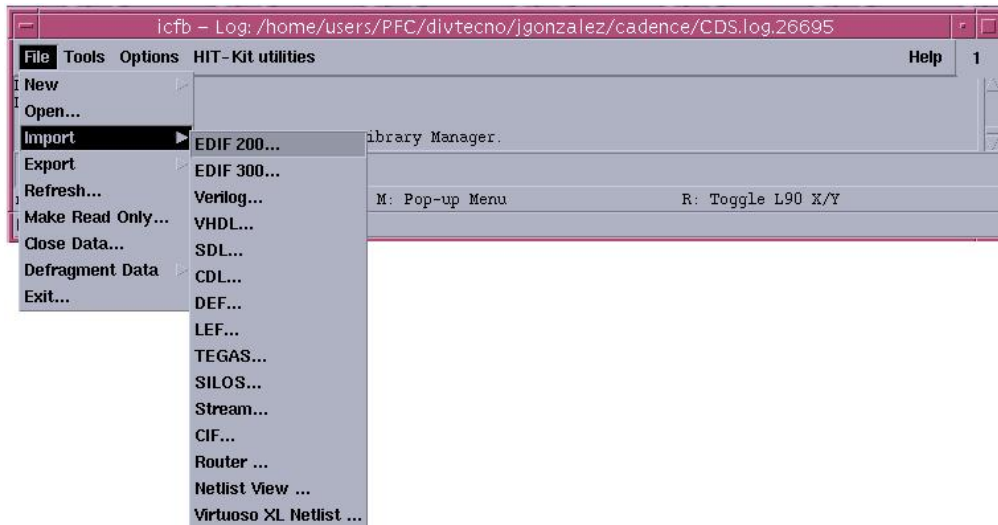 icfb – Log: /home/users/PFC/divtecno/jgonzalez/cadence/CDS.log.26695
File Tools Options HIT-Kit utilities Help 1
New
Open...
Import
ibrary Manager.
Export
Refresh...
M: Pop-up Menu R: Toggle L90 X/Y
Make Read Only...
Close Data...
Defragment Data
Exit...
EDIF 200...
EDIF 300...
Verilog...
VHDL...
SDL...
CDL...
DEF...
LEF...
TEGAS...
SILOS...
Stream...
CIF...
Router ...
Netlist View ...
Virtuoso XL Netlist ...